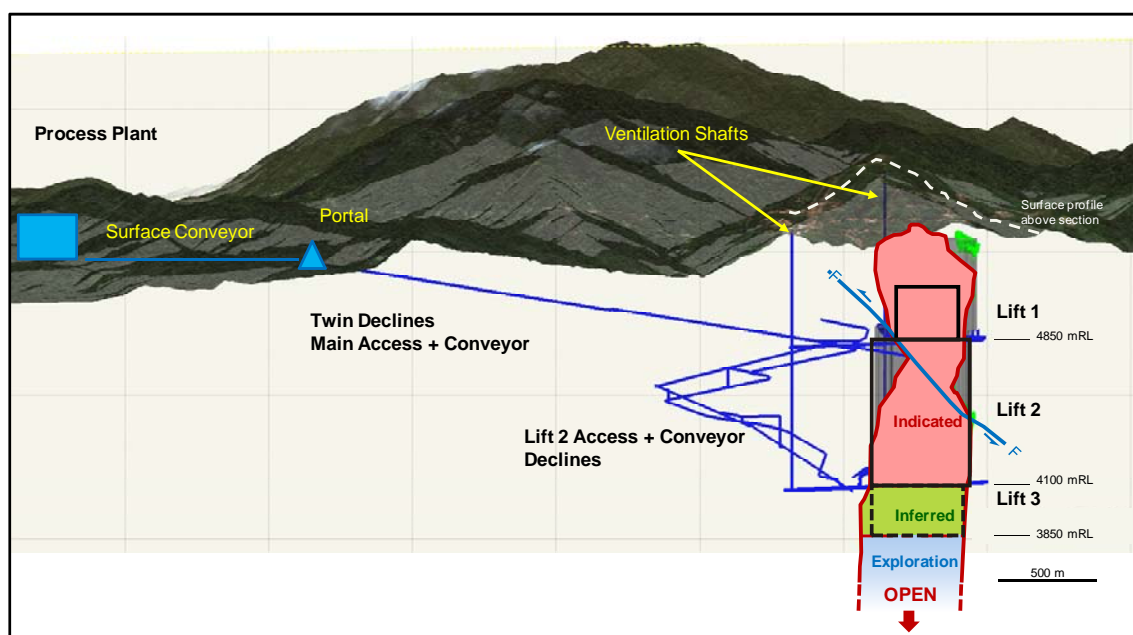 Process Plant
Ventilation Shafts
Portal
Surface Conveyor
Surface profile
above section
F
Twin Declines
Main Access + Conveyor
Lift 1
4850 mRL
Lift 2
Indicated
Lift 2 Access + Conveyor
Declines
F
4100 mRL
Lift 3
Inferred
3850 mRL
Exploration
500 m
OPEN